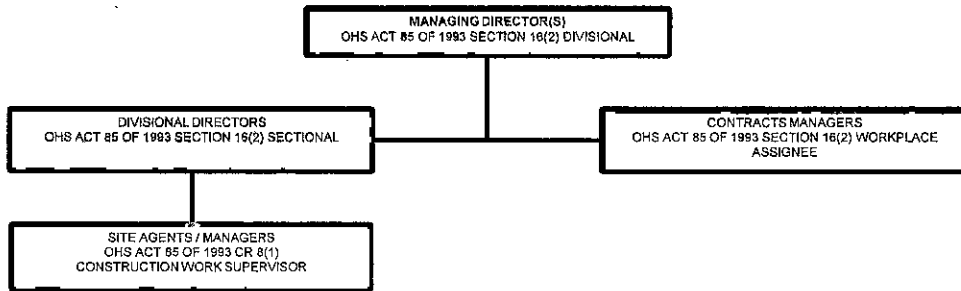 MANAGING DIRECTOR(S)
OHS ACT 85 OF 1993 SECTION 16(2) DIVISIONAL
DIVISIONAL DIRECTORS
OHS ACT 85 OF 1993 SECTION 16(2) SECTIONAL
CONTRACTS MANAGERS
OHS ACT 85 OF 1993 SECTION 16(2) WORKPLACE
ASSIGNEE
SITE AGENTS / MANAGERS
OHS ACT 85 OF 1993 CR 8(1)
CONSTRUCTION WORK SUPERVISOR